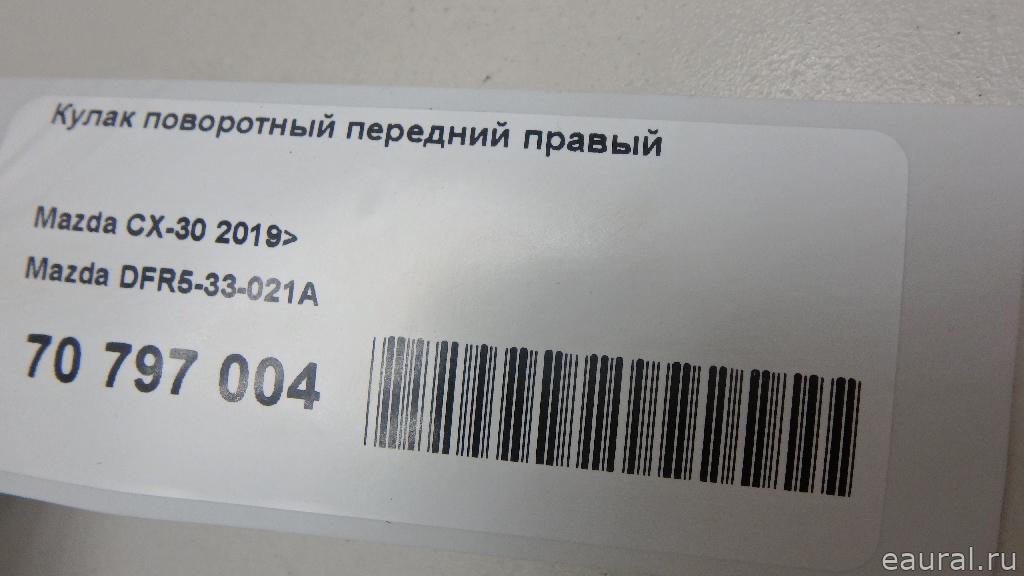 Кулак поворотный передний правый
Mazda CX-30 2019>
Mazda DFR5-33-021A
70 797 004
eaural.ru